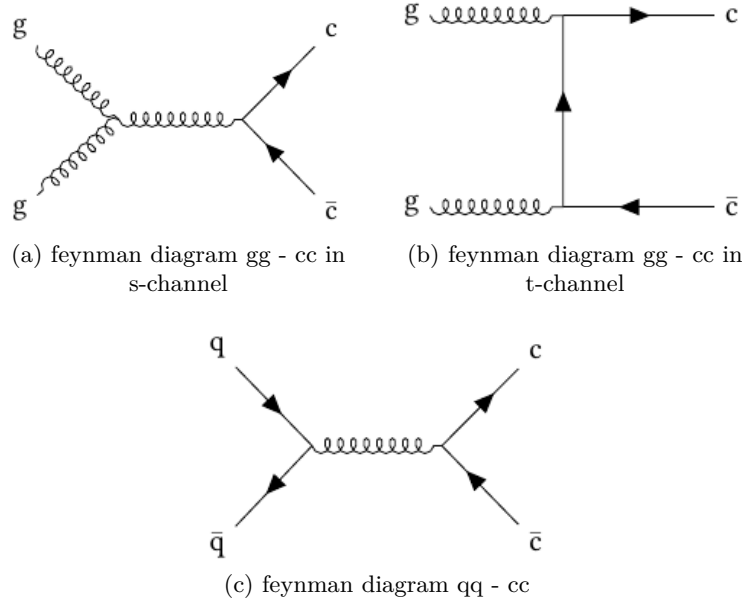 g
c
g
c̄
(a) feynman diagram gg - cc in
s-channel
g
c
g
c̄
(b) feynman diagram gg - cc in
t-channel
q
c
q̄
c̄
(c) feynman diagram qq - cc